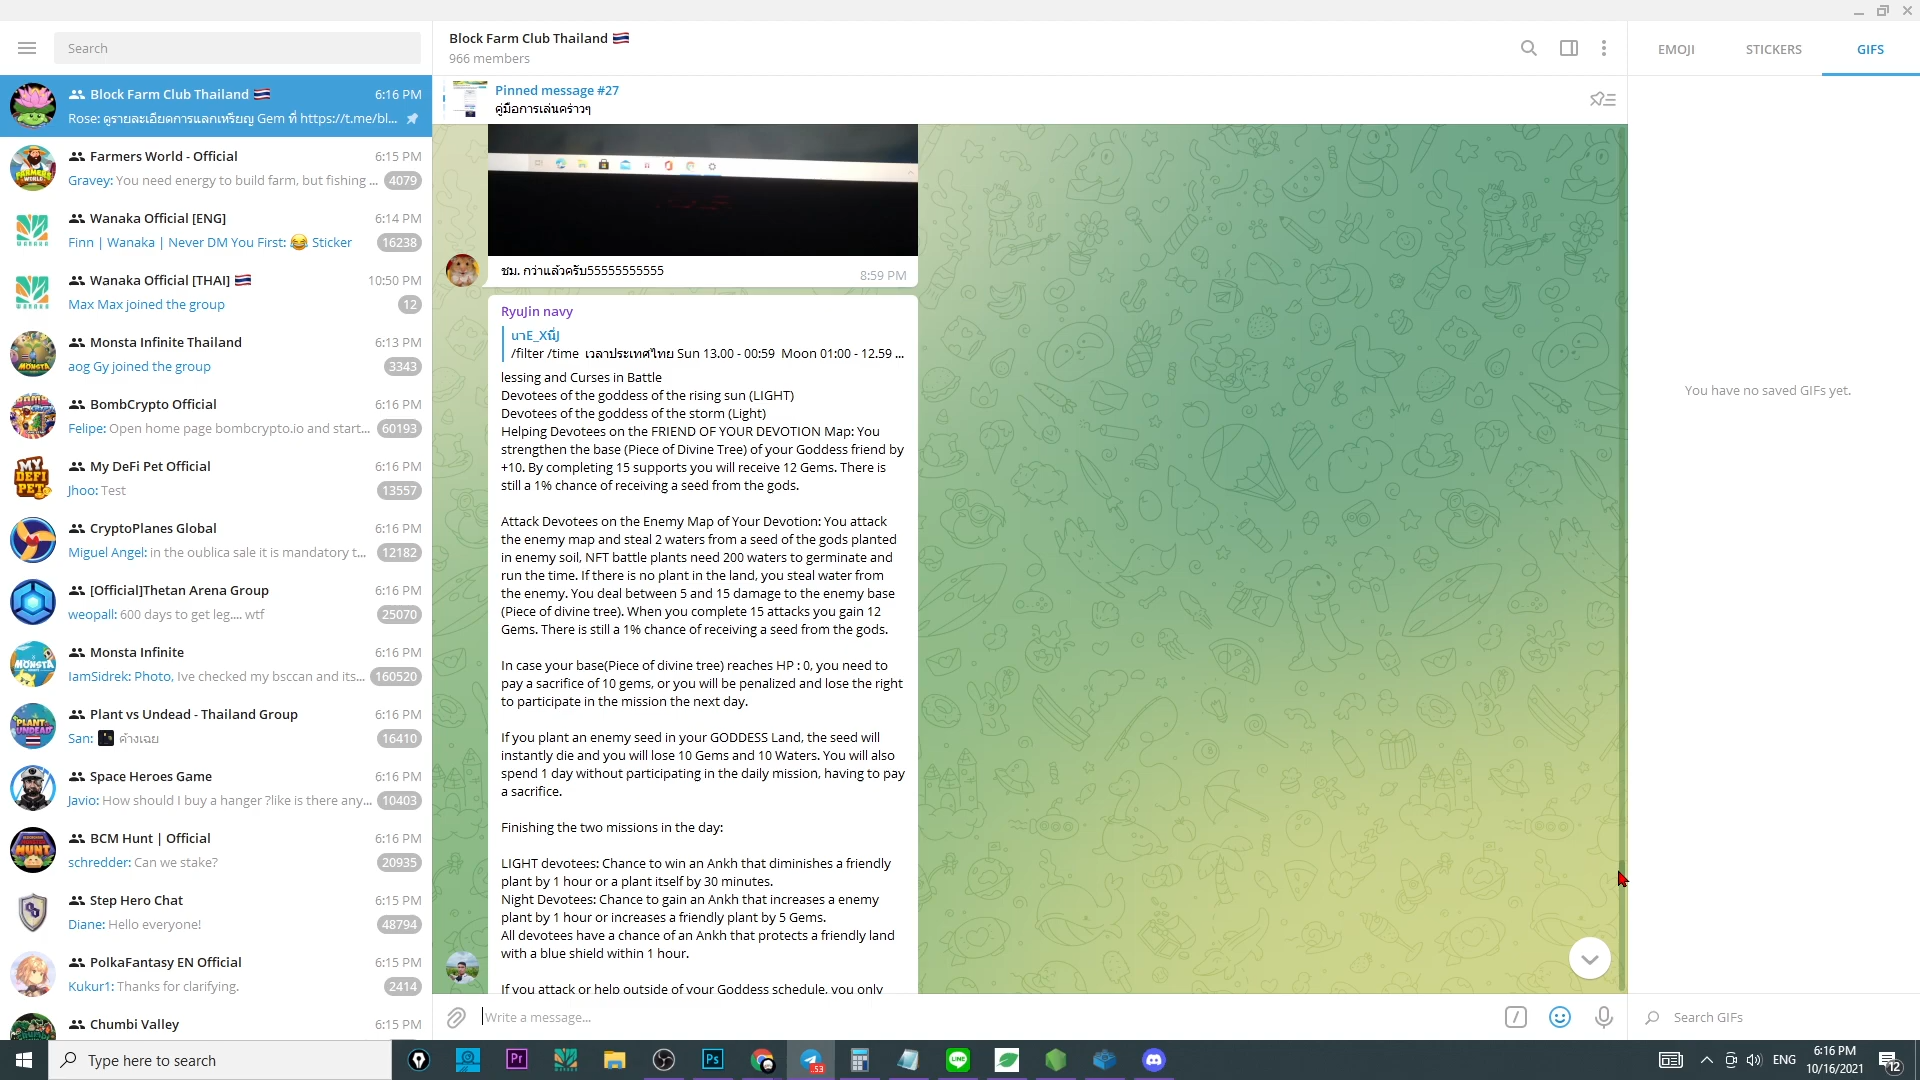 Search
Block Farm Club Thailand 🇹🇭
966 members
EMOJI
STICKERS
GIFS
Pinned message #27
คู่มือการเล่นคร่าวๆ
Block Farm Club Thailand 🇹🇭 6:16 PM
Rose: ดูรายละเอียดการแลกเหรียญ Gem ที่ https://t.me/bl...
Farmers World - Official 6:15 PM
Gravey: You need energy to build farm, but fishing ... 4079
Wanaka Official [ENG] 6:14 PM
Finn | Wanaka | Never DM You First: 😂 Sticker 16238
Wanaka Official [THAI] 🇹🇭 10:50 PM
Max Max joined the group 12
Monsta Infinite Thailand 6:13 PM
aog Gy joined the group 3343
BombCrypto Official 6:16 PM
Felipe: Open home page bombcrypto.io and start... 60193
My DeFi Pet Official 6:16 PM
Jhoo: Test 13557
CryptoPlanes Global 6:16 PM
Miguel Angel: in the oublica sale it is mandatory t... 12182
[Official]Thetan Arena Group 6:16 PM
weopall: 600 days to get leg.... wtf 25070
Monsta Infinite 6:16 PM
IamSidrek: Photo, Ive checked my bsccan and its... 160520
Plant vs Undead - Thailand Group 6:16 PM
San: ค้างเฉย 16410
Space Heroes Game 6:16 PM
Javio: How should I buy a hanger ?like is there any... 10403
BCM Hunt | Official 6:16 PM
schredder: Can we stake? 20935
Step Hero Chat 6:15 PM
Diane: Hello everyone! 48794
PolkaFantasy EN Official 6:15 PM
Kukur1: Thanks for clarifying. 2414
Chumbi Valley 6:15 PM
ชม. กว่าแล้วครับ55555555555
8:59 PM
RyuJin navy
/filter /time เวลาประเทศไทย Sun 13.00 - 00:59 Moon 01:00 - 12.59 ...
lessing and Curses in Battle
Devotees of the goddess of the rising sun (LIGHT)
Devotees of the goddess of the storm (Light)
Helping Devotees on the FRIEND OF YOUR DEVOTION Map: You
strengthen the base (Piece of Divine Tree) of your Goddess friend by
+10. By completing 15 supports you will receive 12 Gems. There is
still a 1% chance of receiving a seed from the gods.
Attack Devotees on the Enemy Map of Your Devotion: You attack
the enemy map and steal 2 waters from a seed of the gods planted
in enemy soil, NFT battle plants need 200 waters to germinate and
run the time. If there is no plant in the land, you steal water from
the enemy. You deal between 5 and 15 damage to the enemy base
(Piece of divine tree). When you complete 15 attacks you gain 12
Gems. There is still a 1% chance of receiving a seed from the gods.
In case your base(Piece of divine tree) reaches HP : 0, you need to
pay a sacrifice of 10 gems, or you will be penalized and lose the right
to participate in the mission the next day.
If you plant an enemy seed in your GODDESS Land, the seed will
instantly die and you will lose 10 Gems and 10 Waters. You will also
spend 1 day without participating in the daily mission, having to pay
a sacrifice.
Finishing the two missions in the day:
LIGHT devotees: Chance to win an Ankh that diminishes a friendly
plant by 1 hour or a plant itself by 30 minutes.
Night Devotees: Chance to gain an Ankh that increases a enemy
plant by 1 hour or increases a friendly plant by 5 Gems.
All devotees have a chance of an Ankh that protects a friendly land
with a blue shield within 1 hour.
If you attack or help outside of your Goddess schedule, you only
Write a message...
You have no saved GIFs yet.
Search GIFs
Type here to search
Pr
Ps
.53
LINE
ENG
6:16 PM
10/16/2021
12